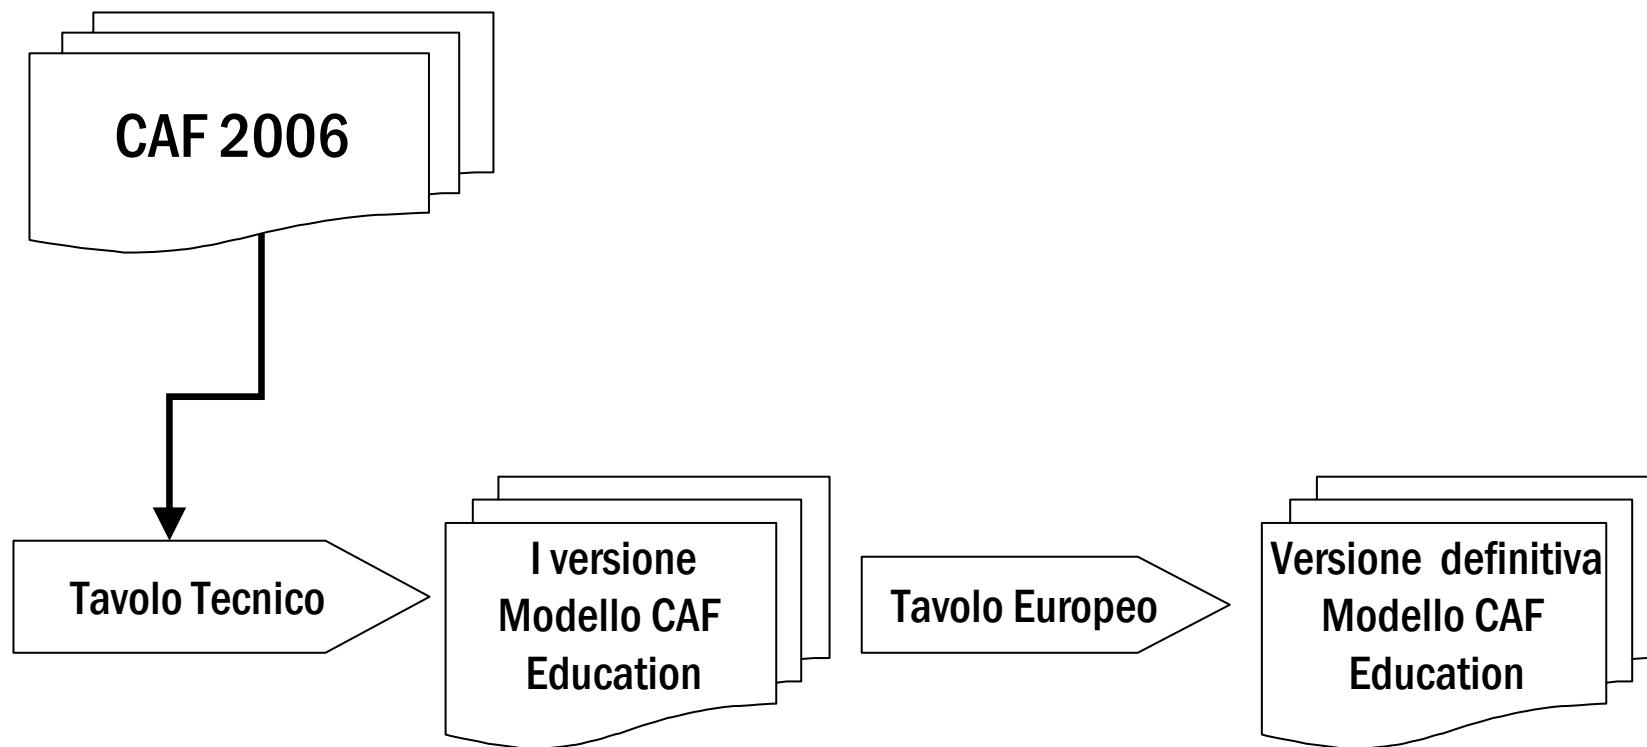 CAF 2006
Tavolo Tecnico
I versione
Modello CAF
Education
Tavolo Europeo
Versione definitiva
Modello CAF
Education